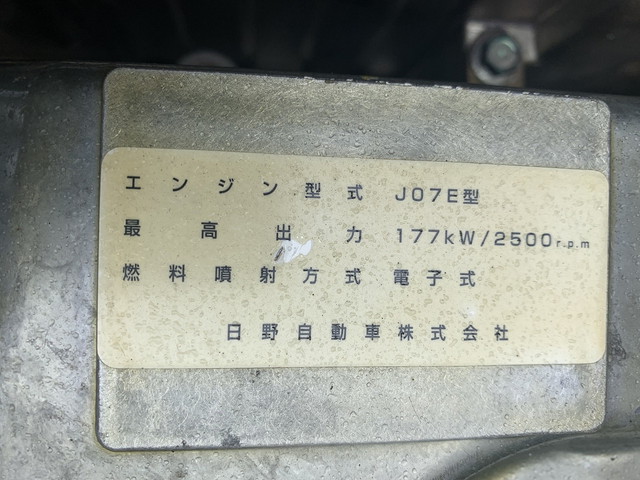 エンジン型式 J07E型
最高出力 177kW/2500r.p.m
燃料噴射方式 電子式
日野自動車株式会社